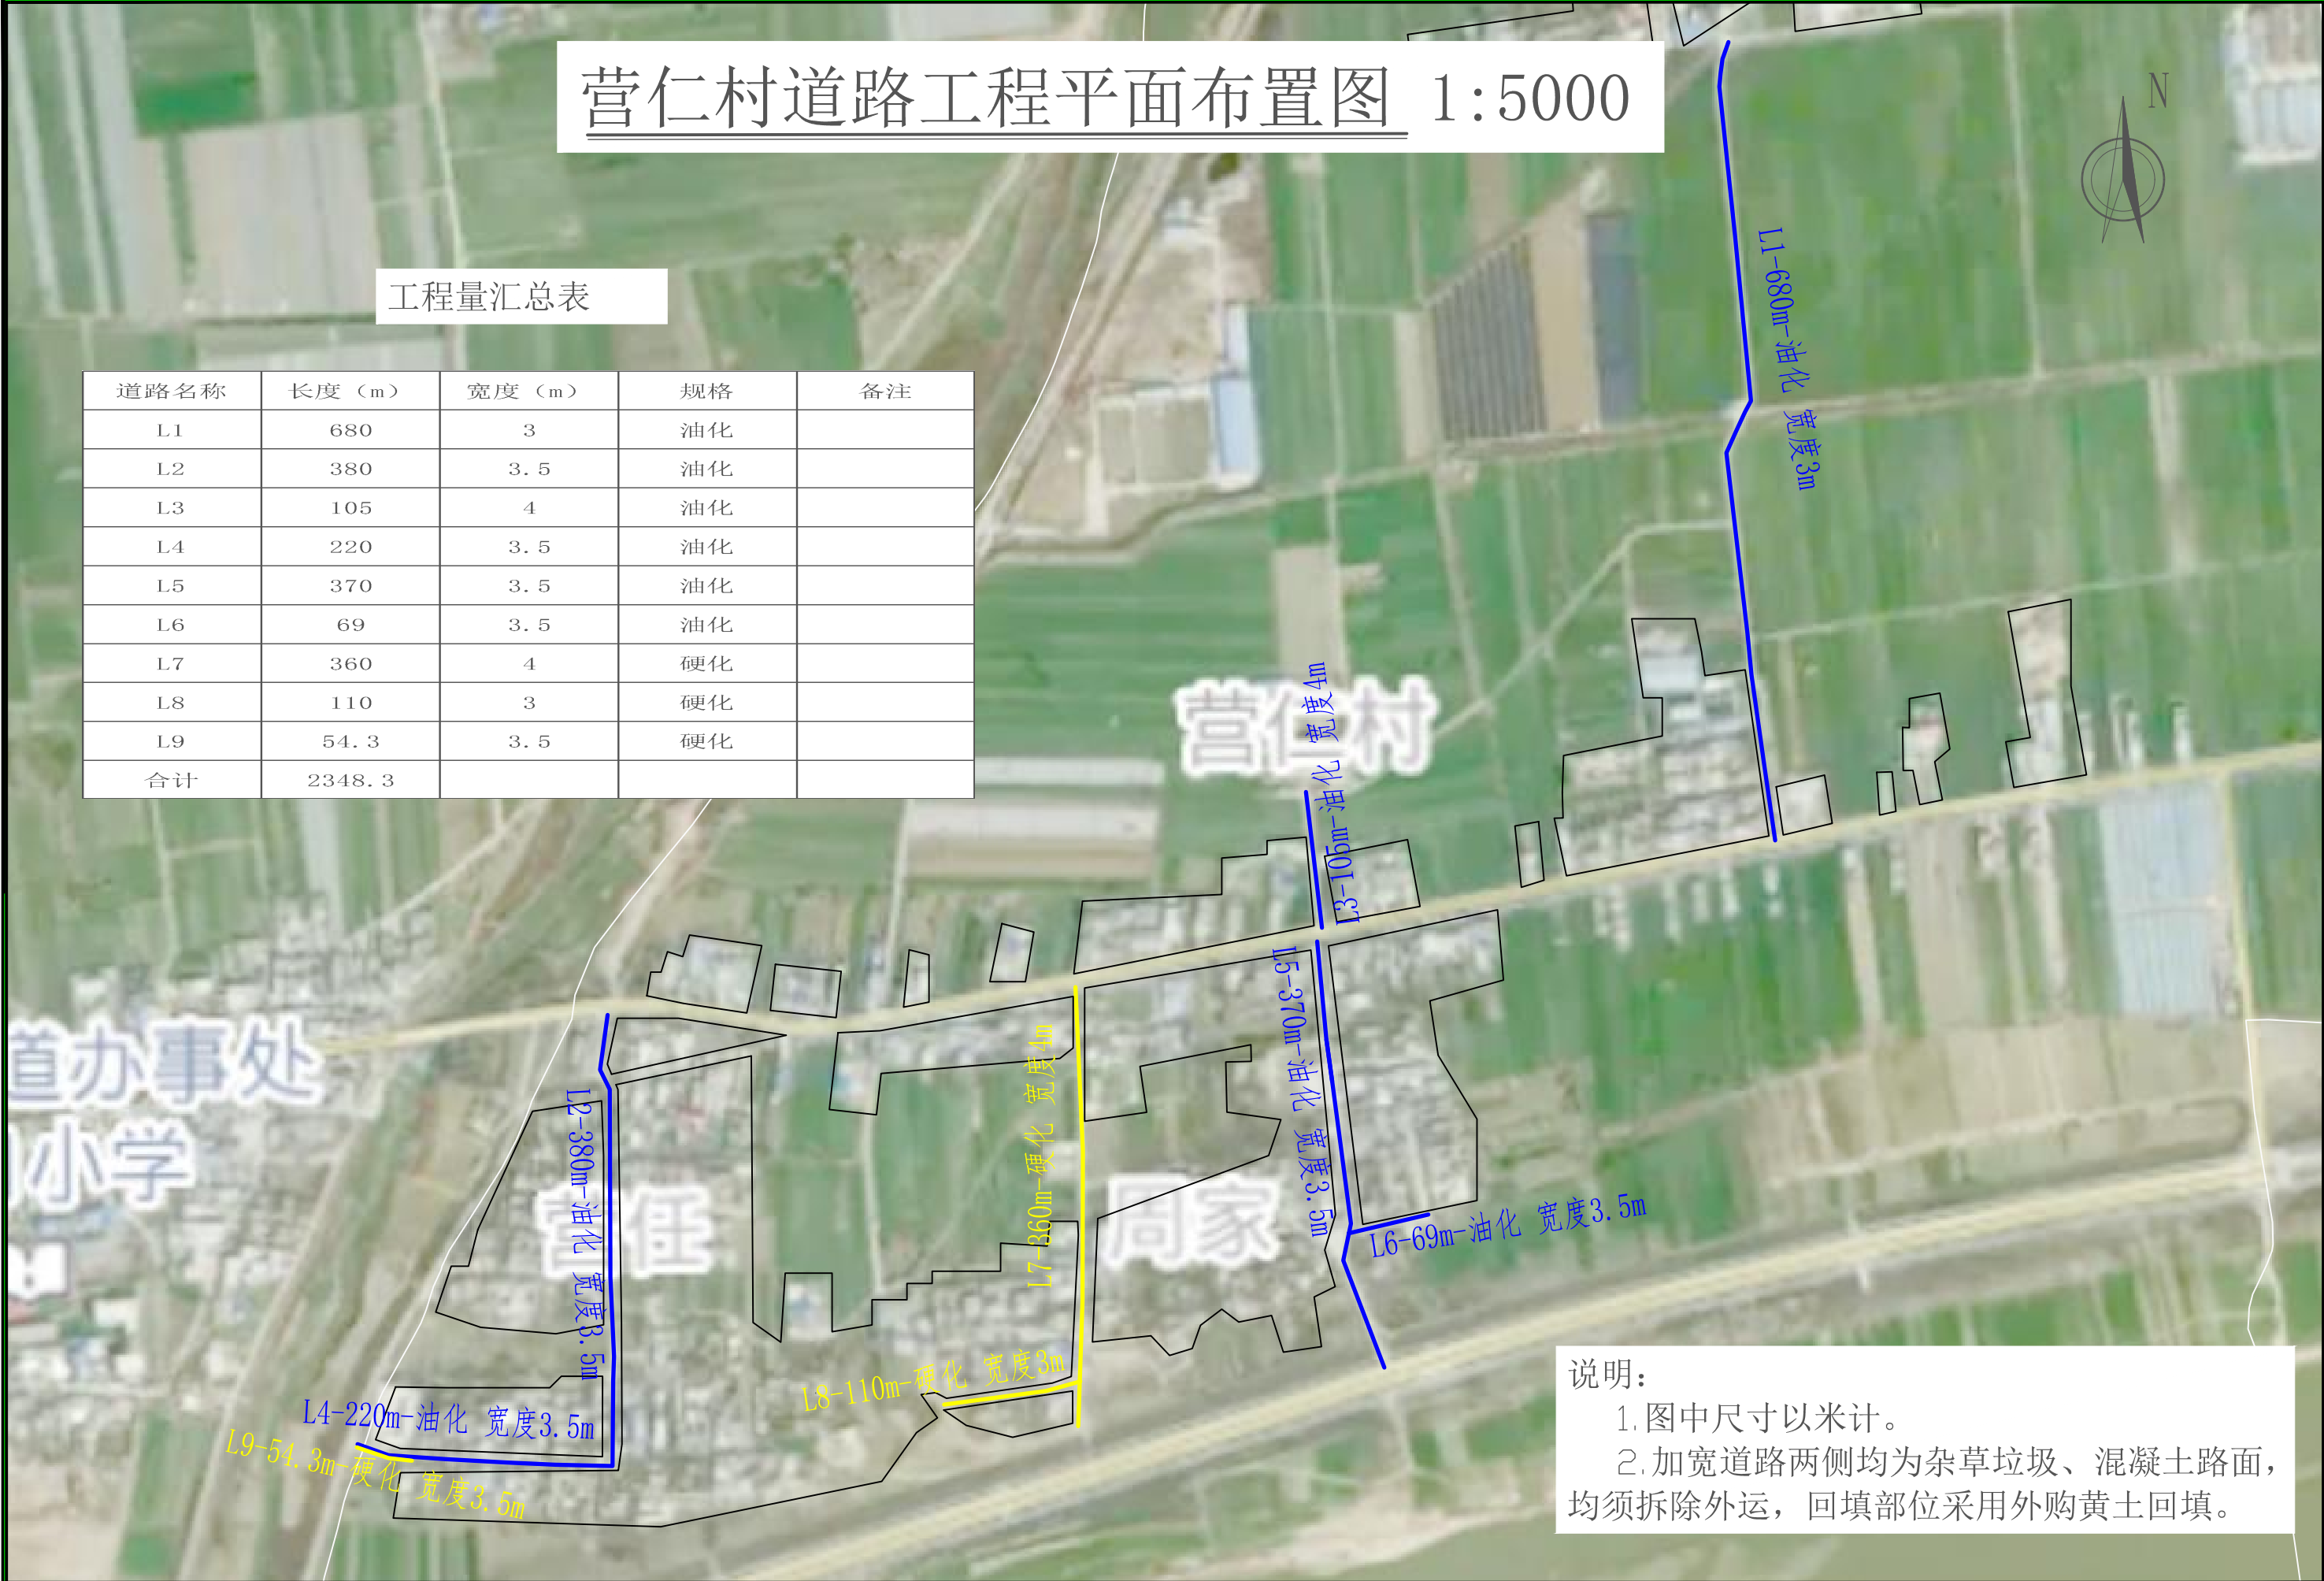 营仁村道路工程平面布置图 1:5000
N
工程量汇总表
道路名称 长度（m） 宽度（m） 规格 备注
L1 680 3 油化
L2 380 3.5 油化
L3 105 4 油化
L4 220 3.5 油化
L5 370 3.5 油化
L6 69 3.5 油化
L7 360 4 硬化
L8 110 3 硬化
L9 54.3 3.5 硬化
合计 2348.3
L1-680m-油化 宽度3m
营仁村
L3-105m-油化 宽度4m
L5-370m-油化 宽度3.5m
道办事处
小学
L2-380m-油化 宽度3.5m
营任
L7-360m-硬化 宽度4m
周家
L6-69m-油化 宽度3.5m
L8-110m-硬化 宽度3m
L4-220m-油化 宽度3.5m
L9-54.3m-硬化 宽度3.5m
说明：
1.图中尺寸以米计。
2.加宽道路两侧均为杂草垃圾、混凝土路面，
均须拆除外运，回填部位采用外购黄土回填。